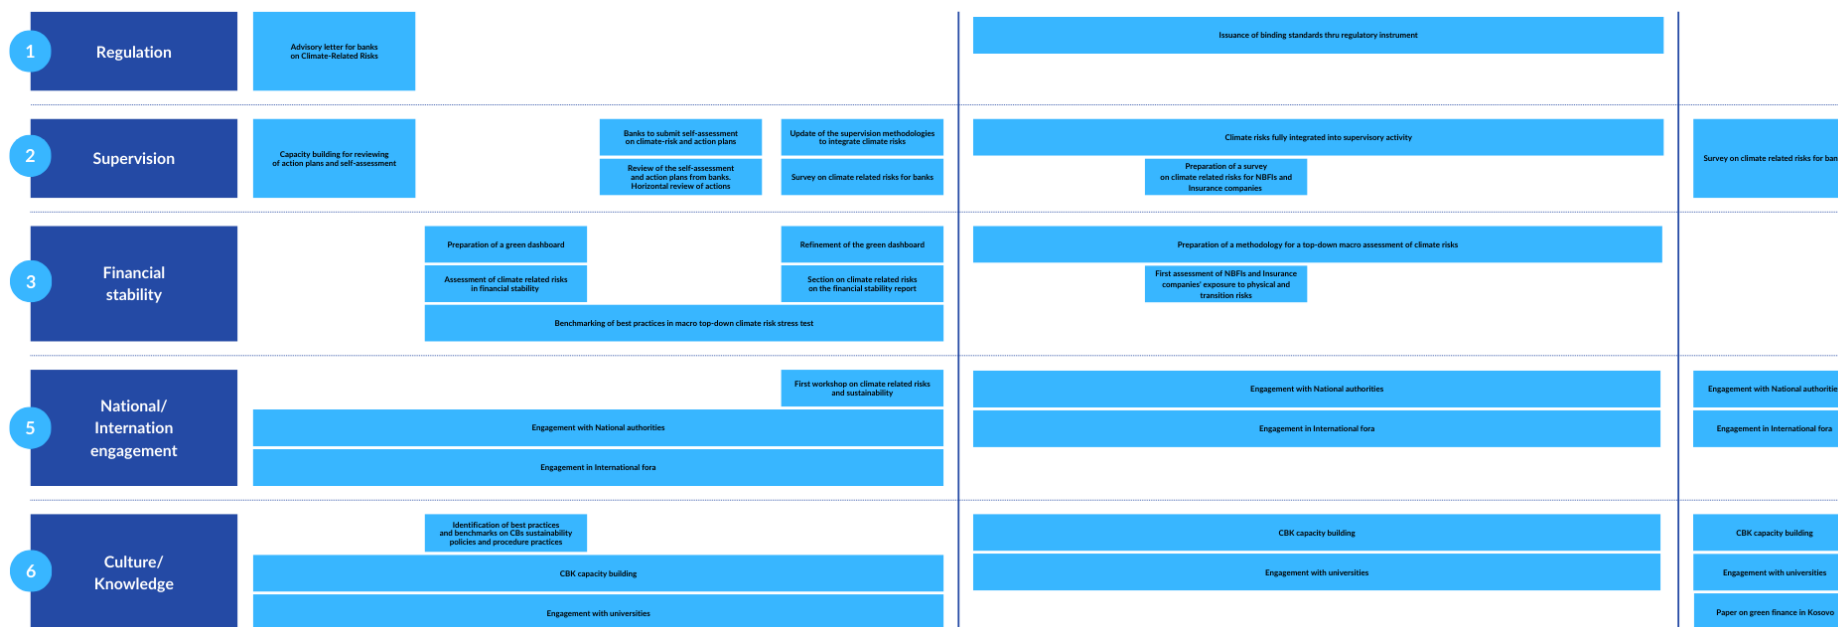 1
Regulation
Advisory letter for banks
on Climate-Related Risks
Issuance of binding standards thru regulatory instrument
2
Supervision
Capacity building for reviewing
of action plans and self-assessment
Banks to submit self-assessment
on climate-risk and action plans
Review of the self-assessment
and action plans from banks.
Horizontal review of actions
Update of the supervision methodologies
to integrate climate risks
Survey on climate related risks for banks
Climate risks fully integrated into supervisory activity
Preparation of a survey
on climate related risks for NBFIs and
Insurance companies
Survey on climate related risks for ban
3
Financial
stability
Preparation of a green dashboard
Assessment of climate related risks
in financial stability
Refinement of the green dashboard
Section on climate related risks
on the financial stability report
Benchmarking of best practices in macro top-down climate risk stress test
Preparation of a methodology for a top-down macro assessment of climate risks
First assessment of NBFIs and Insurance
companies' exposure to physical and
transition risks
5
National/
Internation
engagement
First workshop on climate related risks
and sustainability
Engagement with National authorities
Engagement in International fora
Engagement with National authorities
Engagement in International fora
Engagement with National authoritie
Engagement in International fora
6
Culture/
Knowledge
Identification of best practices
and benchmarks on CBs sustainability
policies and procedure practices
CBK capacity building
Engagement with universities
CBK capacity building
Engagement with universities
CBK capacity building
Engagement with universities
Paper on green finance in Kosovo